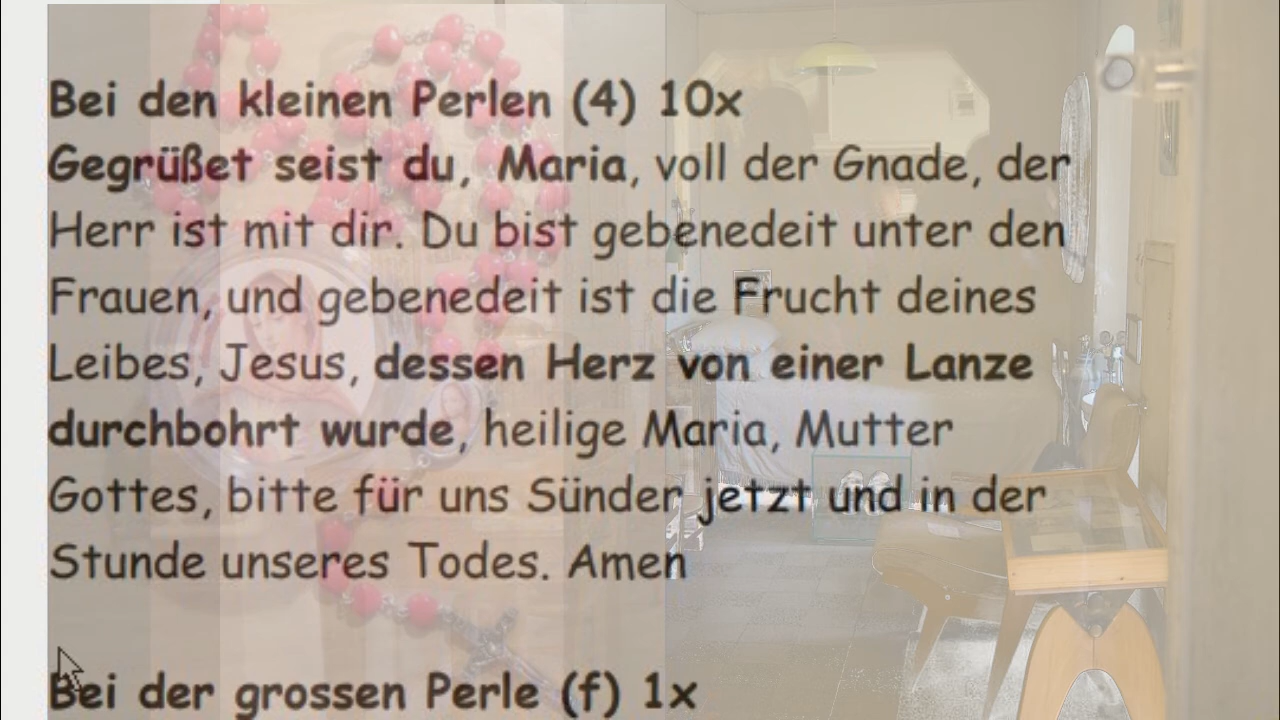 Bei den kleinen Perlen (4) 10x
Gegrüßet seist du, Maria, voll der Gnade, der
Herr ist mit dir. Du bist gebenedeit unter den
Frauen, und gebenedeit ist die Frucht deines
Leibes, Jesus, dessen Herz von einer Lanze
durchbohrt wurde, heilige Maria, Mutter
Gottes, bitte für uns Sünder jetzt und in der
Stunde unseres Todes. Amen
Bei der grossen Perle (f) 1x